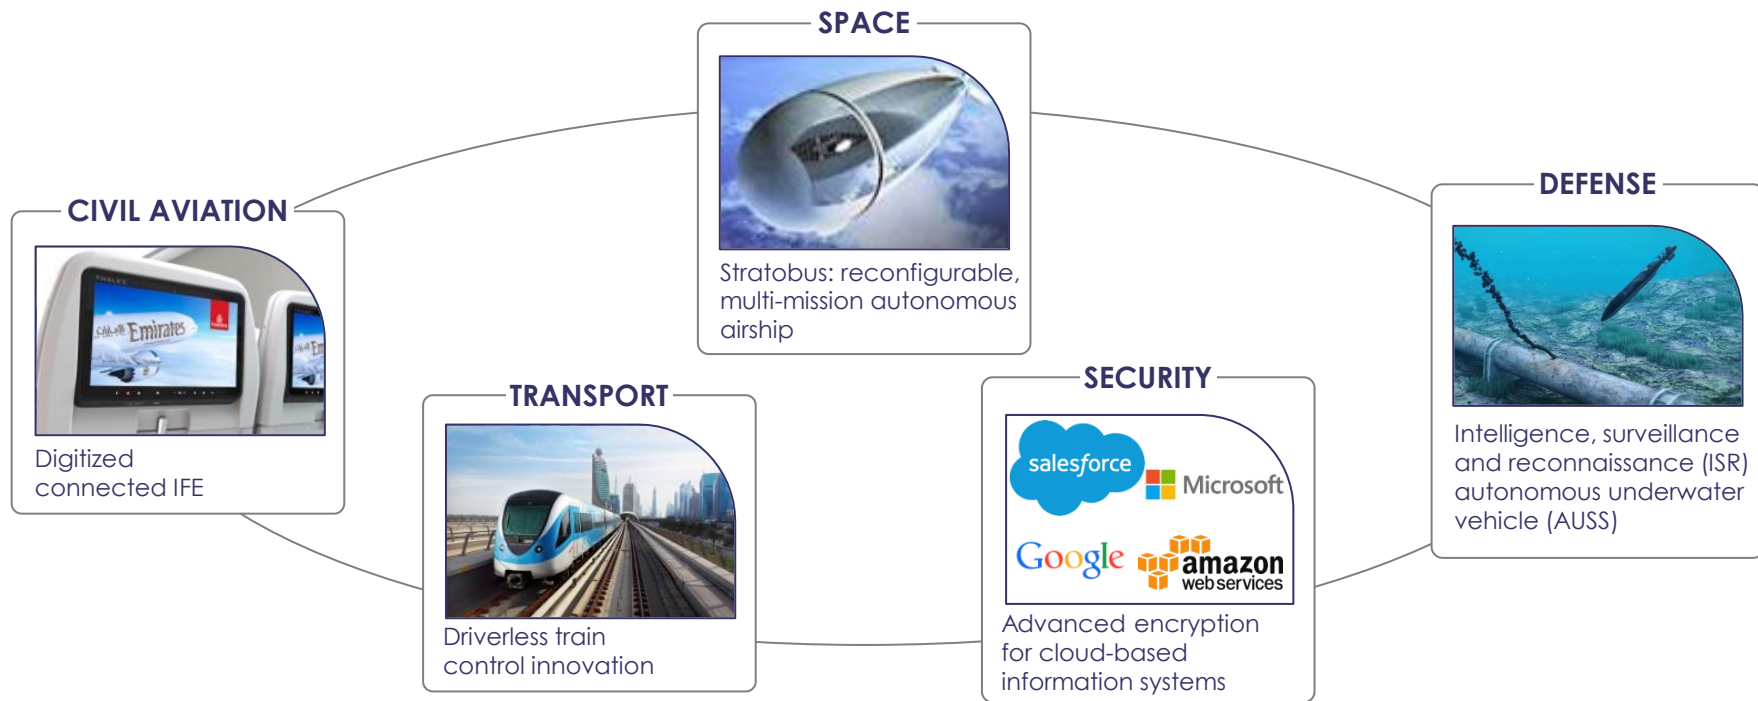 SPACE
Stratobus: reconfigurable,
multi-mission autonomous
airship
CIVIL AVIATION
THALES
Emirates
Digitized
connected IFE
DEFENSE
Intelligence, surveillance
and reconnaissance (ISR)
autonomous underwater
vehicle (AUSS)
TRANSPORT
Driverless train
control innovation
SECURITY
salesforce
Microsoft
Google
amazon
web services
Advanced encryption
for cloud-based
information systems